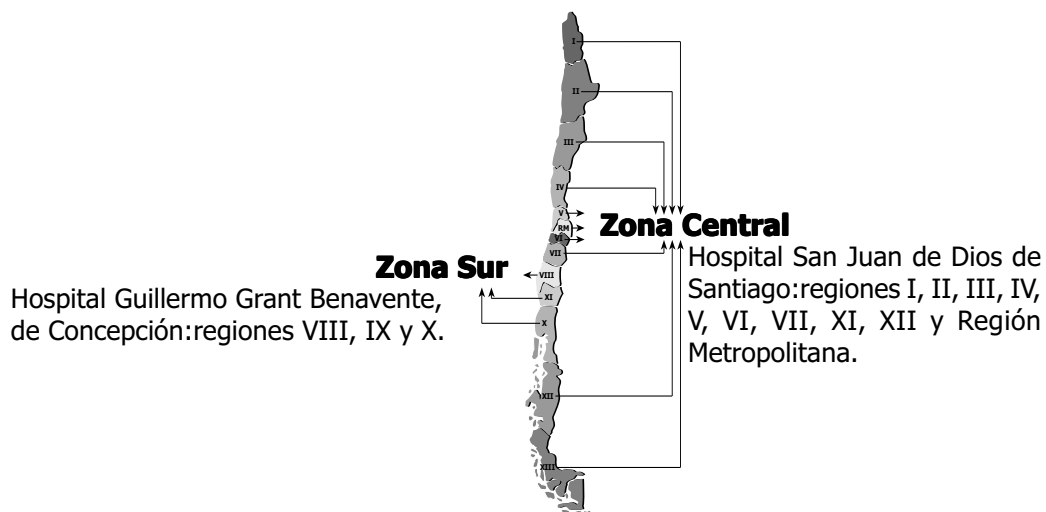 I
II
III
IV
V
RM
VI
VII
Zona Central
Hospital San Juan de Dios de
Santiago:regiones I, II, III, IV,
V, VI, VII, XI, XII y Región
Metropolitana.
Zona Sur
Hospital Guillermo Grant Benavente,
de Concepción:regiones VIII, IX y X.
VIII
XI
X
XII
XIII